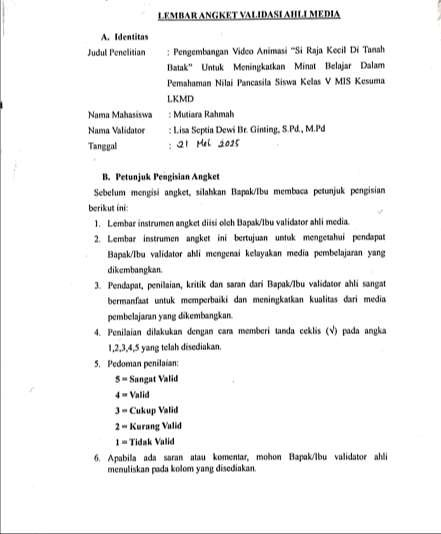 LEMBAR ANGKET VALIDASI AHLI MEDIA
A. Identitas
Judul Penelitian : Pengembangan Video Animasi "Si Raja Kecil Di Tanah
Batak" Untuk Meningkatkan Minat Belajar Dalam
Pemahaman Nilai Pancasila Siswa Kelas V MIS Kesuma
LKMD
Nama Mahasiswa : Mutiara Rahmah
Nama Validator : Lisa Septia Dewi Br. Ginting, S.Pd., M.Pd
Tanggal : 21 Mei 2025
B. Petunjuk Pengisian Angket
Sebelum mengisi angket, silahkan Bapak/Ibu membaca petunjuk pengisian
berikut ini:
1. Lembar instrumen angket diisi oleh Bapak/Ibu validator ahli media.
2. Lembar instrumen angket ini bertujuan untuk mengetahui pendapat
Bapak/Ibu validator ahli mengenai kelayakan media pembelajaran yang
dikembangkan.
3. Pendapat, penilaian, kritik dan saran dari Bapak/Ibu validator ahli sangat
bermanfaat untuk memperbaiki dan meningkatkan kualitas dari media
pembelajaran yang dikembangkan.
4. Penilaian dilakukan dengan cara memberi tanda ceklis (√) pada angka
1,2,3,4,5 yang telah disediakan.
5. Pedoman penilaian:
5 = Sangat Valid
4 = Valid
3 = Cukup Valid
2 = Kurang Valid
1 = Tidak Valid
6. Apabila ada saran atau komentar, mohon Bapak/Ibu validator ahli
menuliskan pada kolom yang disediakan.